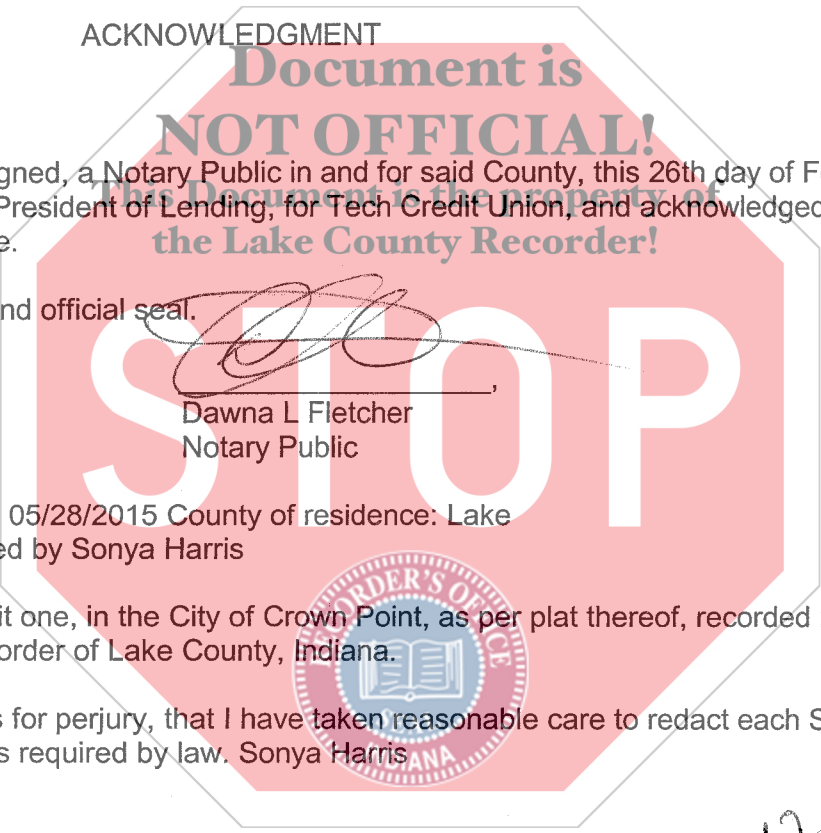 ACKNOWLEDGMENT
Document is
NOT OFFICIAL!
gned, a Notary Public in and for said County, this 26th day of F
This Document is the property of
President of Lending, for Tech Credit Union, and acknowledged
e.
the Lake County Recorder!
nd official seal.
STOP
,
Dawna L Fletcher
Notary Public
05/28/2015 County of residence: Lake
ed by Sonya Harris
RECORDER'S OFFICE
it one, in the City of Crown Point, as per plat thereof, recorded
order of Lake County, Indiana.
SEAL
s for perjury, that I have taken reasonable care to redact each S
s required by law. Sonya Harris
INDIANA